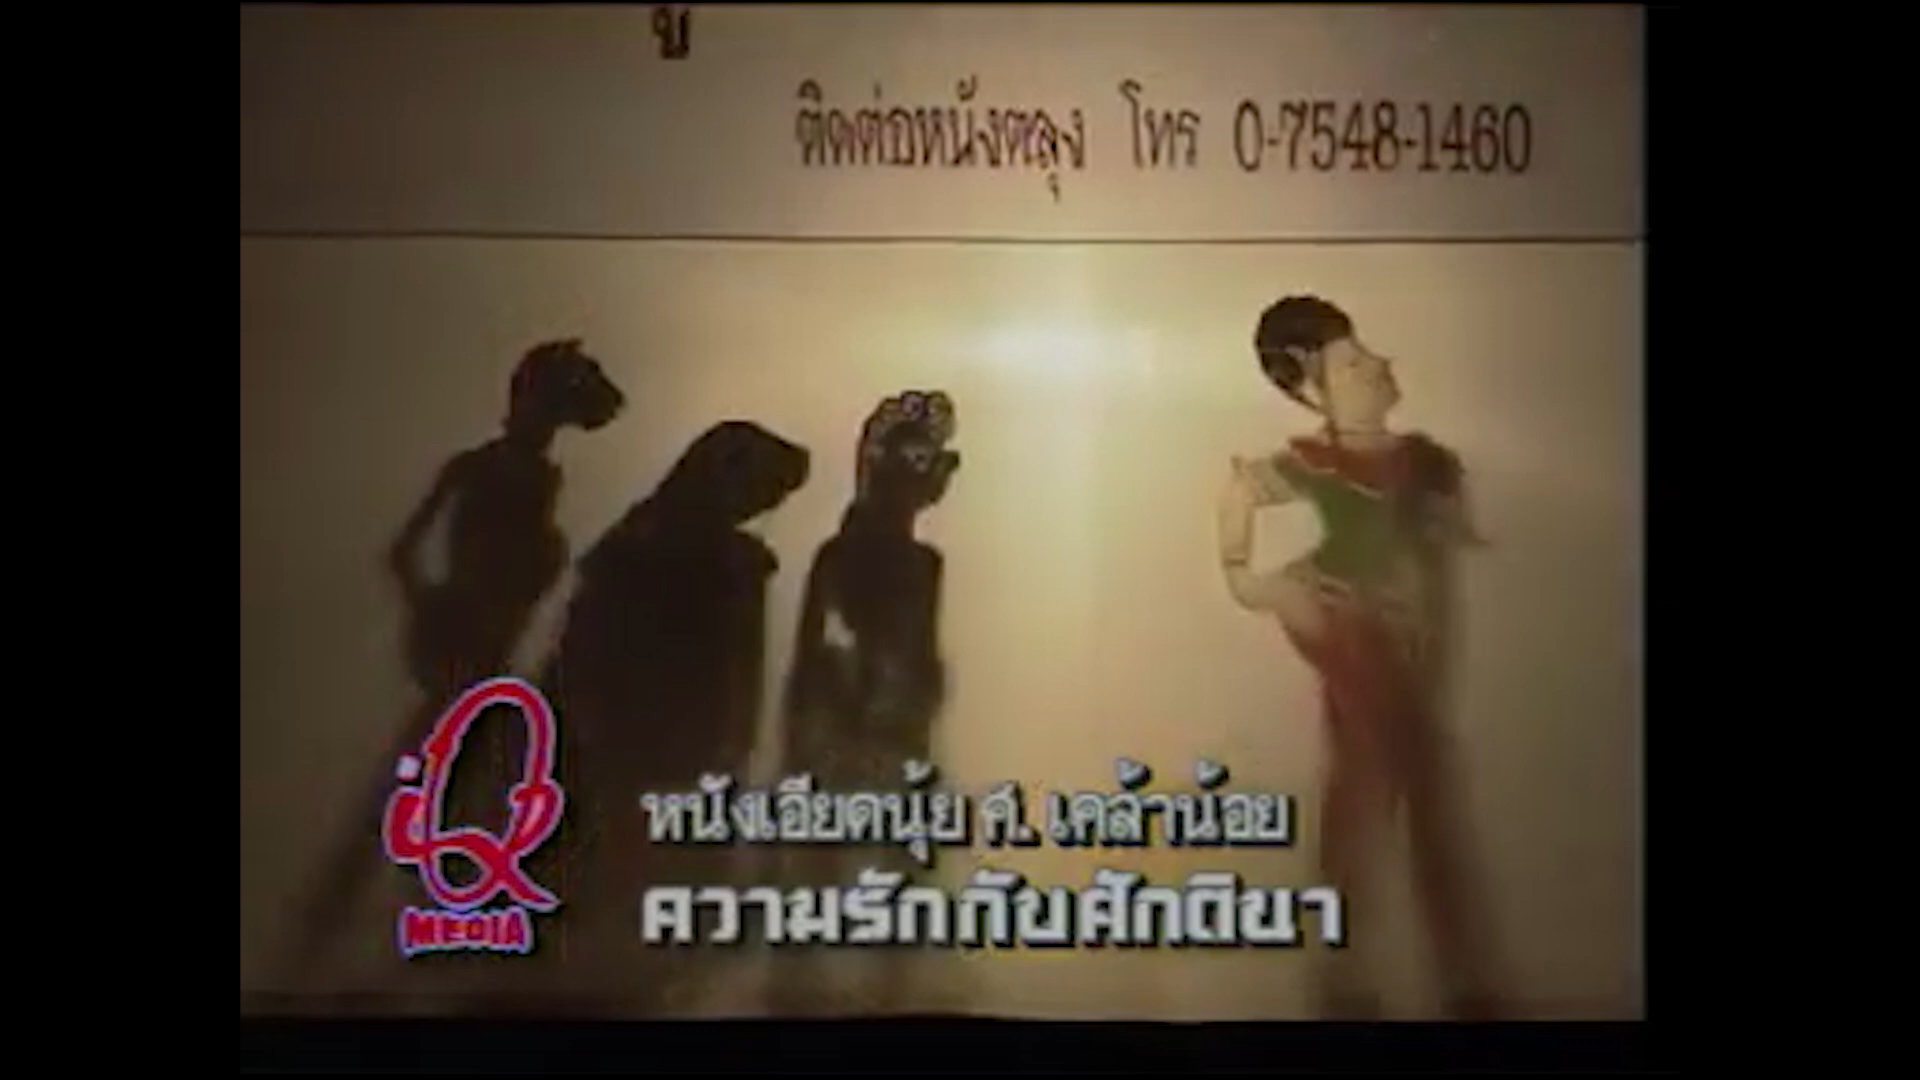 ติดต่อหนังตลุง โทร 0-7548-1460
iQ
MEDIA
หนังเอียดนุ้ย ศ. เคล้าน้อย
ความรักกับศักดินา